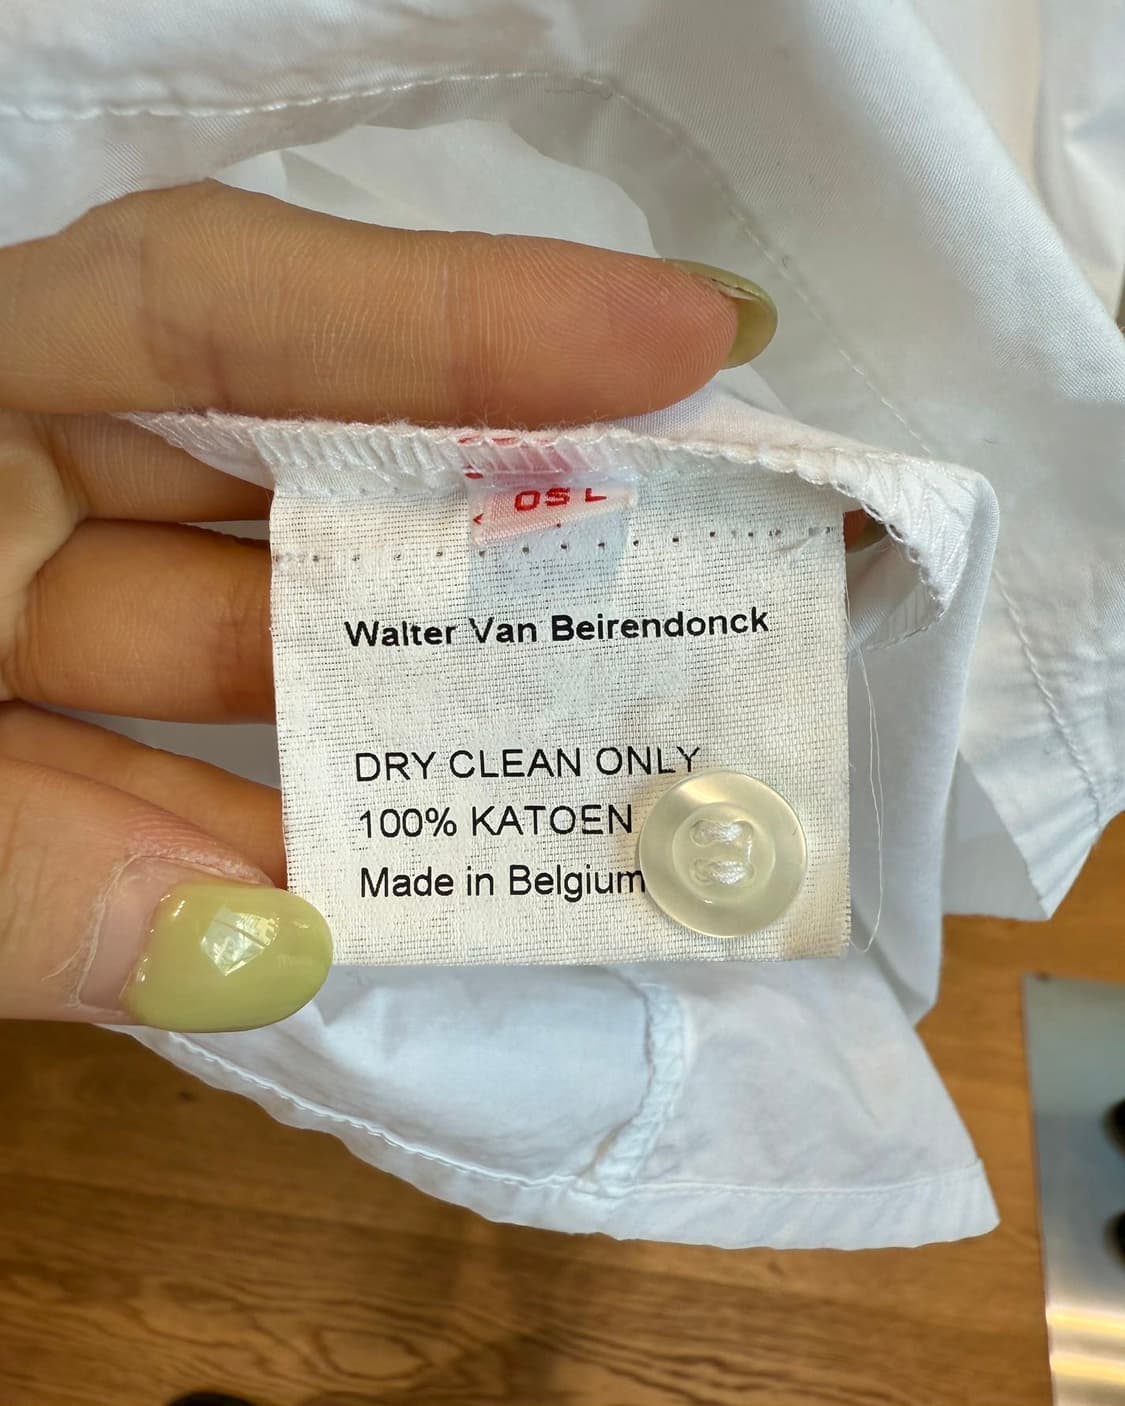 Walter Van Beirendonck
DRY CLEAN ONLY
100% KATOEN
Made in Belgium